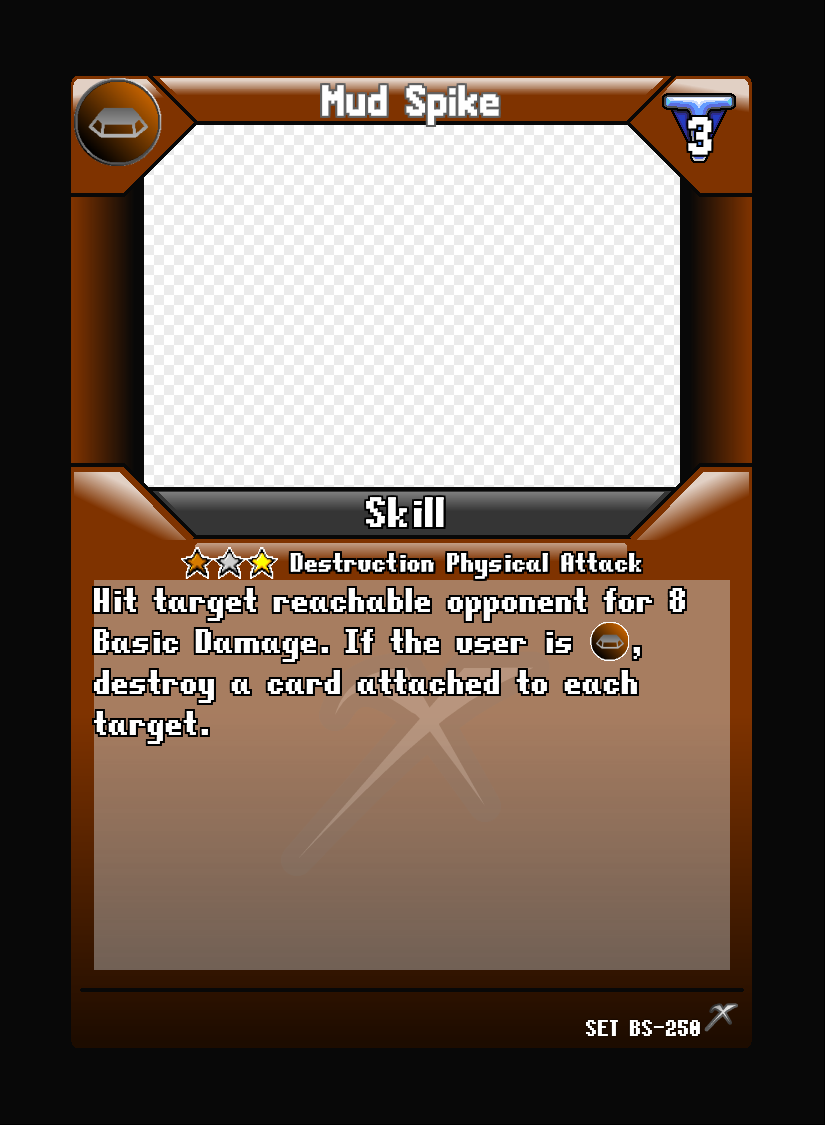 Mud Spike
3
Skill
Destruction Physical Attack
Hit target reachable opponent for 8
Basic Damage. If the user is ,
destroy a card attached to each
target.
SET BS-250